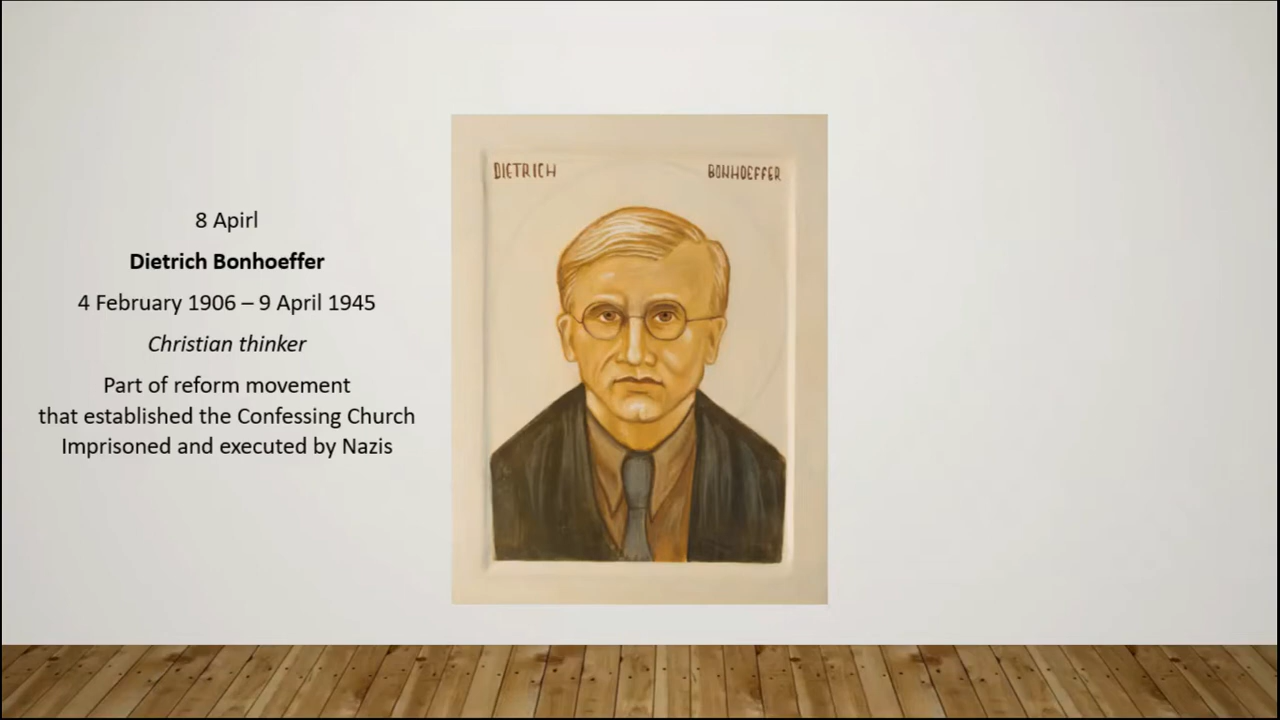 8 Apirl
Dietrich Bonhoeffer
4 February 1906 – 9 April 1945
Christian thinker
Part of reform movement
that established the Confessing Church
Imprisoned and executed by Nazis
DIETRICH
BONHOEFFER